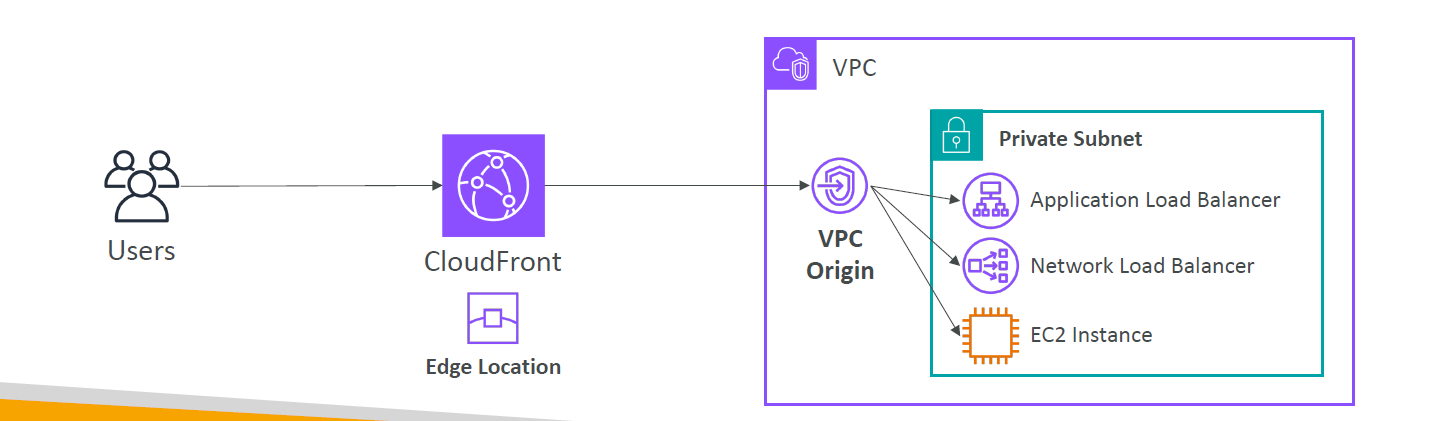 Users
CloudFront
Edge Location
VPC
VPC
Origin
Private Subnet
Application Load Balancer
Network Load Balancer
EC2 Instance